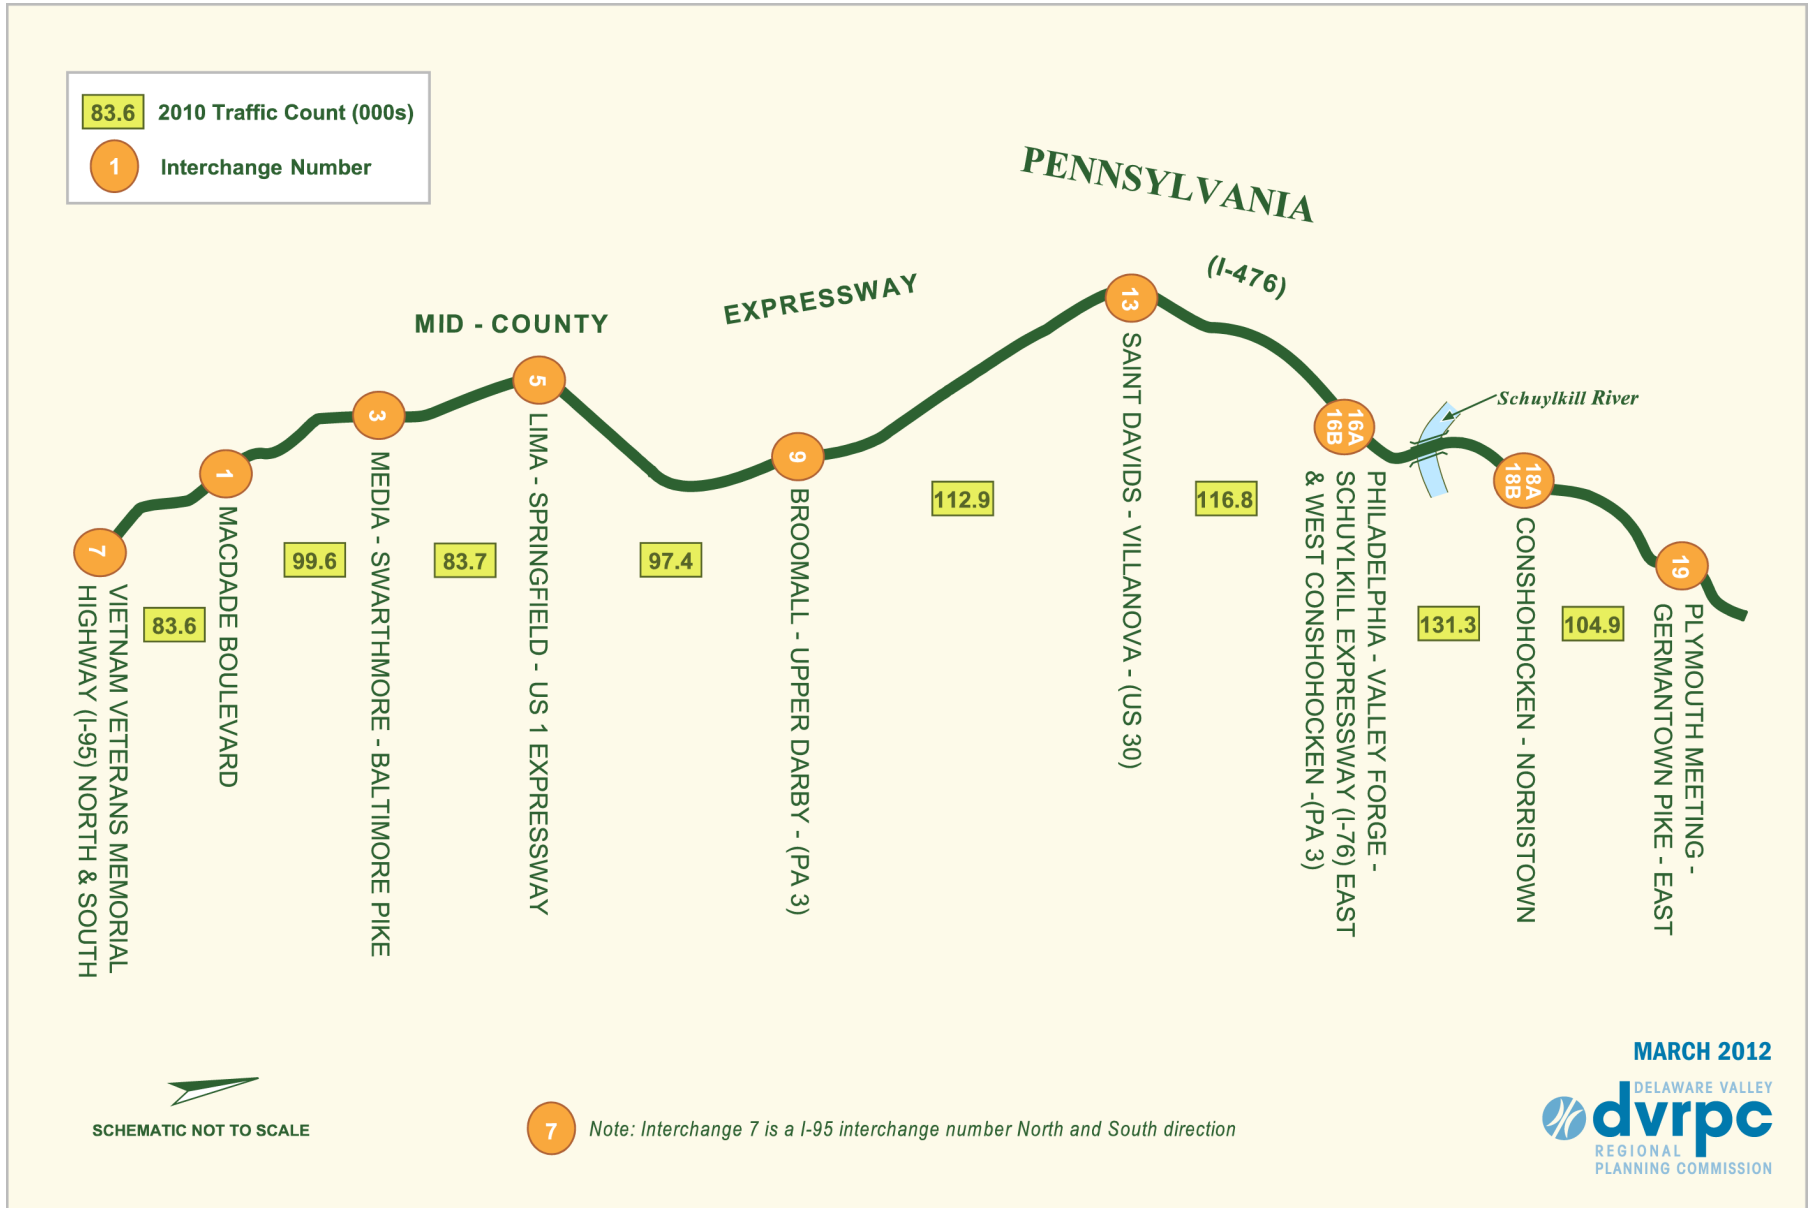 83.6 2010 Traffic Count (000s)
1 Interchange Number
PENNSYLVANIA
(I-476)
EXPRESSWAY
MID - COUNTY
7
VIETNAM VETERANS MEMORIAL
HIGHWAY (I-95) NORTH & SOUTH
83.6
1
MACDADE BOULEVARD
99.6
3
MEDIA - SWARTHMORE - BALTIMORE PIKE
83.7
5
LIMA - SPRINGFIELD - US 1 EXPRESSWAY
97.4
9
BROOMALL - UPPER DARBY - (PA 3)
112.9
13
SAINT DAVIDS - VILLANOVA - (US 30)
116.8
16A
16B
PHILADELPHIA - VALLEY FORGE -
SCHUYLKILL EXPRESSWAY (I-76) EAST
& WEST CONSHOHOCKEN -(PA 3)
Schuylkill River
131.3
18A
18B
CONSHOHOCKEN - NORRISTOWN
104.9
19
PLYMOUTH MEETING -
GERMANTOWN PIKE - EAST
SCHEMATIC NOT TO SCALE
7 Note: Interchange 7 is a I-95 interchange number North and South direction
MARCH 2012
DELAWARE VALLEY
dvrpc
REGIONAL
PLANNING COMMISSION